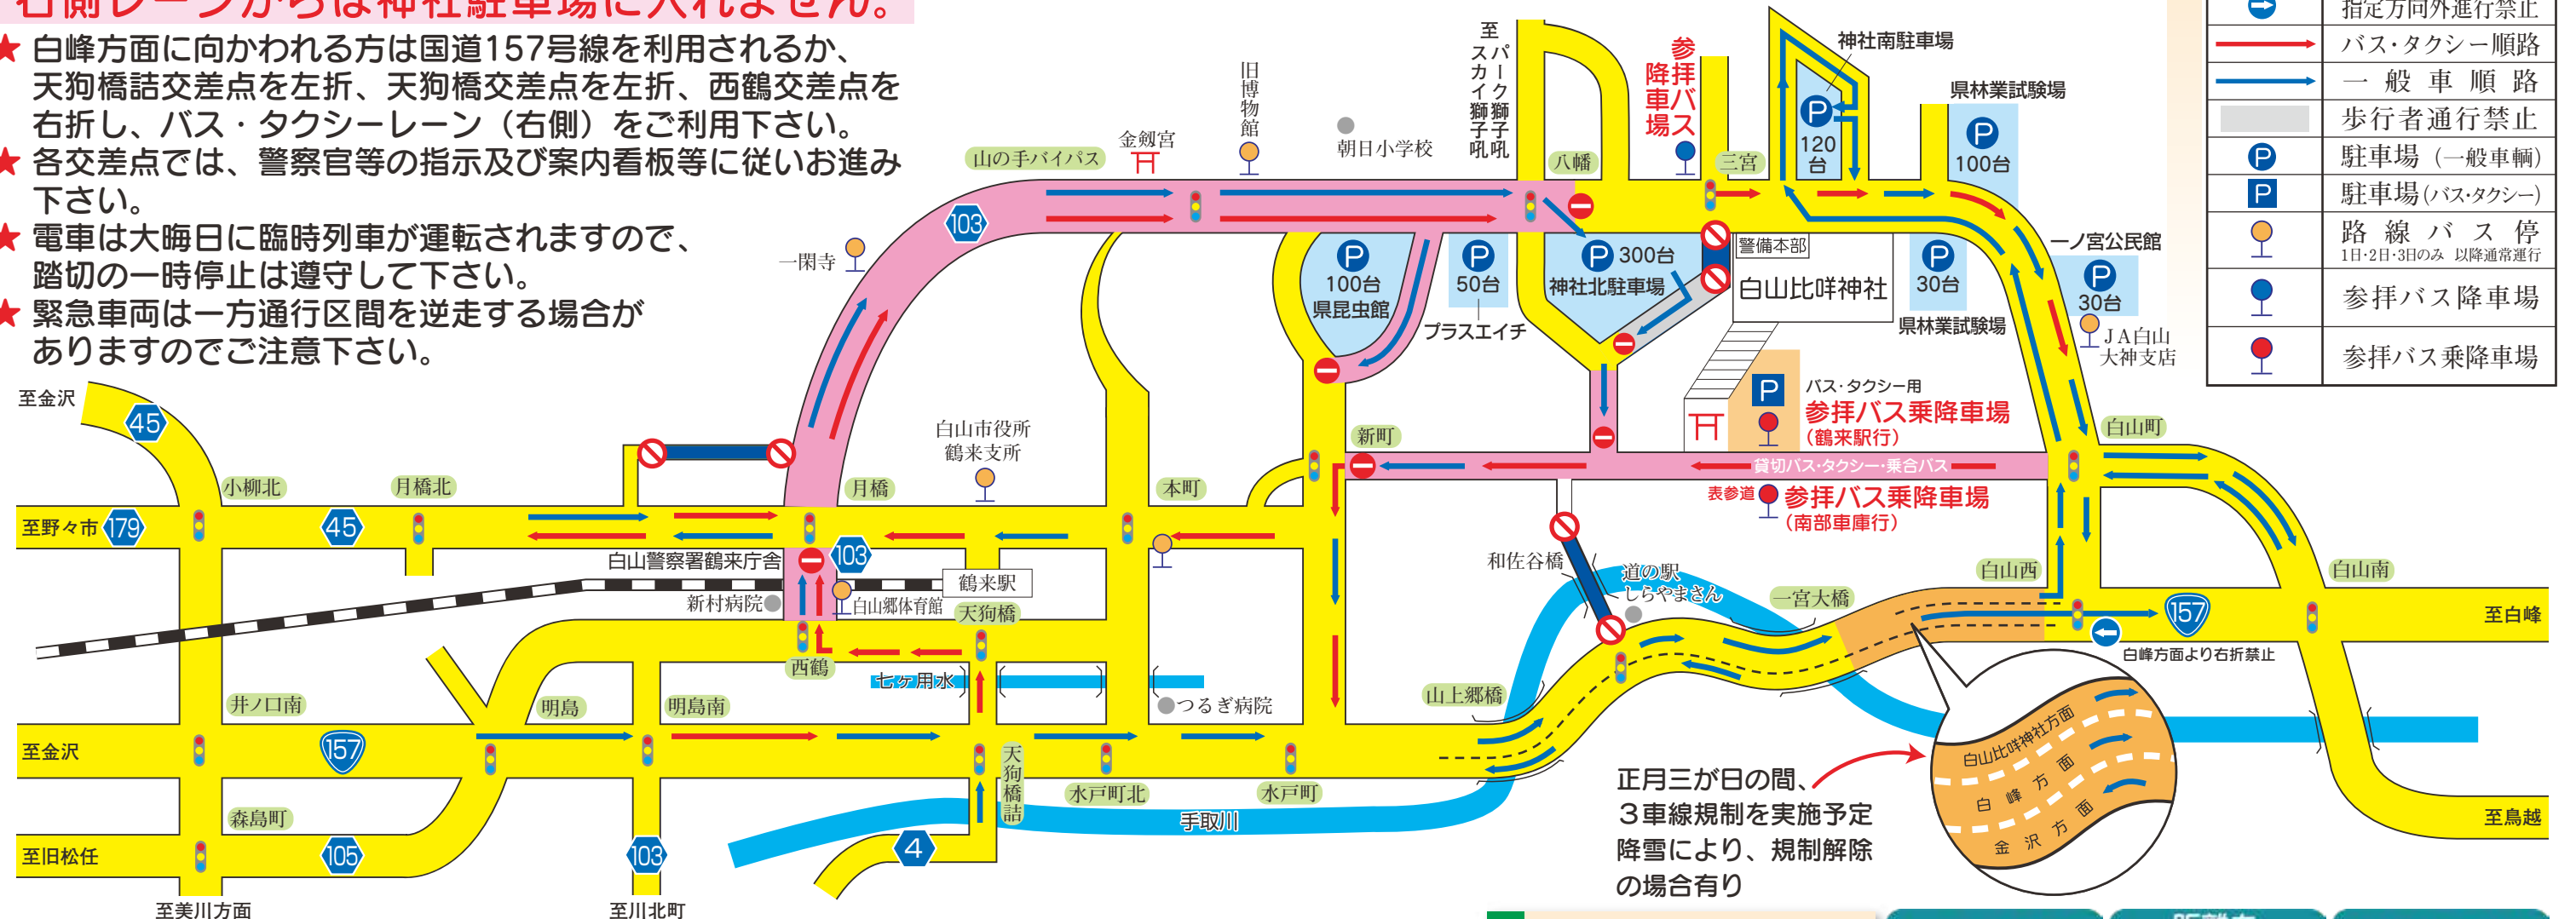 右側レーンからは神社駐車場に入れません。
★ 白峰方面に向かわれる方は国道157号線を利用されるか、
天狗橋詰交差点を左折、天狗橋交差点を左折、西鶴交差点を
右折し、バス・タクシーレーン（右側）をご利用下さい。
★ 各交差点では、警察官等の指示及び案内看板等に従いお進み
下さい。
★ 電車は大晦日に臨時列車が運転されますので、
踏切の一時停止は遵守して下さい。
★ 緊急車両は一方通行区間を逆走する場合が
ありますのでご注意下さい。
指定方向外進行禁止
バス・タクシー順路
一般車順路
歩行者通行禁止
P 駐車場（一般車輌）
P 駐車場（バス・タクシー）
路線バス停
1日・2日・3日のみ 以降通常運行
参拝バス降車場
参拝バス乗降車場
至
パーク獅子吼
スカイ獅子吼
参拝バス
降車場
神社南駐車場
P
120
台
県林業試験場
P
100台
旧博物館
金剱宮
朝日小学校
山の手バイパス
八幡
三宮
103
一閑寺
P
100台
県昆虫館
P
50台
プラスエイチ
P 300台
神社北駐車場
警備本部
白山比咩神社
P
30台
県林業試験場
一ノ宮公民館
P
30台
JA白山
大神支店
P
バス・タクシー用
参拝バス乗降車場
(鶴来駅行)
貸切バス・タクシー・乗合バス
表参道
参拝バス乗降車場
(南部車庫行)
白山町
新町
至金沢
45
小柳北
月橋北
月橋
白山市役所
鶴来支所
本町
至野々市
179
45
白山警察署鶴来庁舎
103
鶴来駅
新村病院
白山郷体育館
天狗橋
西鶴
七ヶ用水
つるぎ病院
和佐谷橋
道の駅
しらやまさん
一宮大橋
白山西
白山南
157
至白峰
白峰方面より右折禁止
山上郷橋
井ノ口南
明島
明島南
至金沢
157
天狗橋詰
水戸町北
水戸町
手取川
森島町
至旧松任
105
103
4
至美川方面
至川北町
正月三が日の間、
３車線規制を実施予定
降雪により、規制解除
の場合有り
白山比咩神社方面
白峰方面
金沢方面
至鳥越